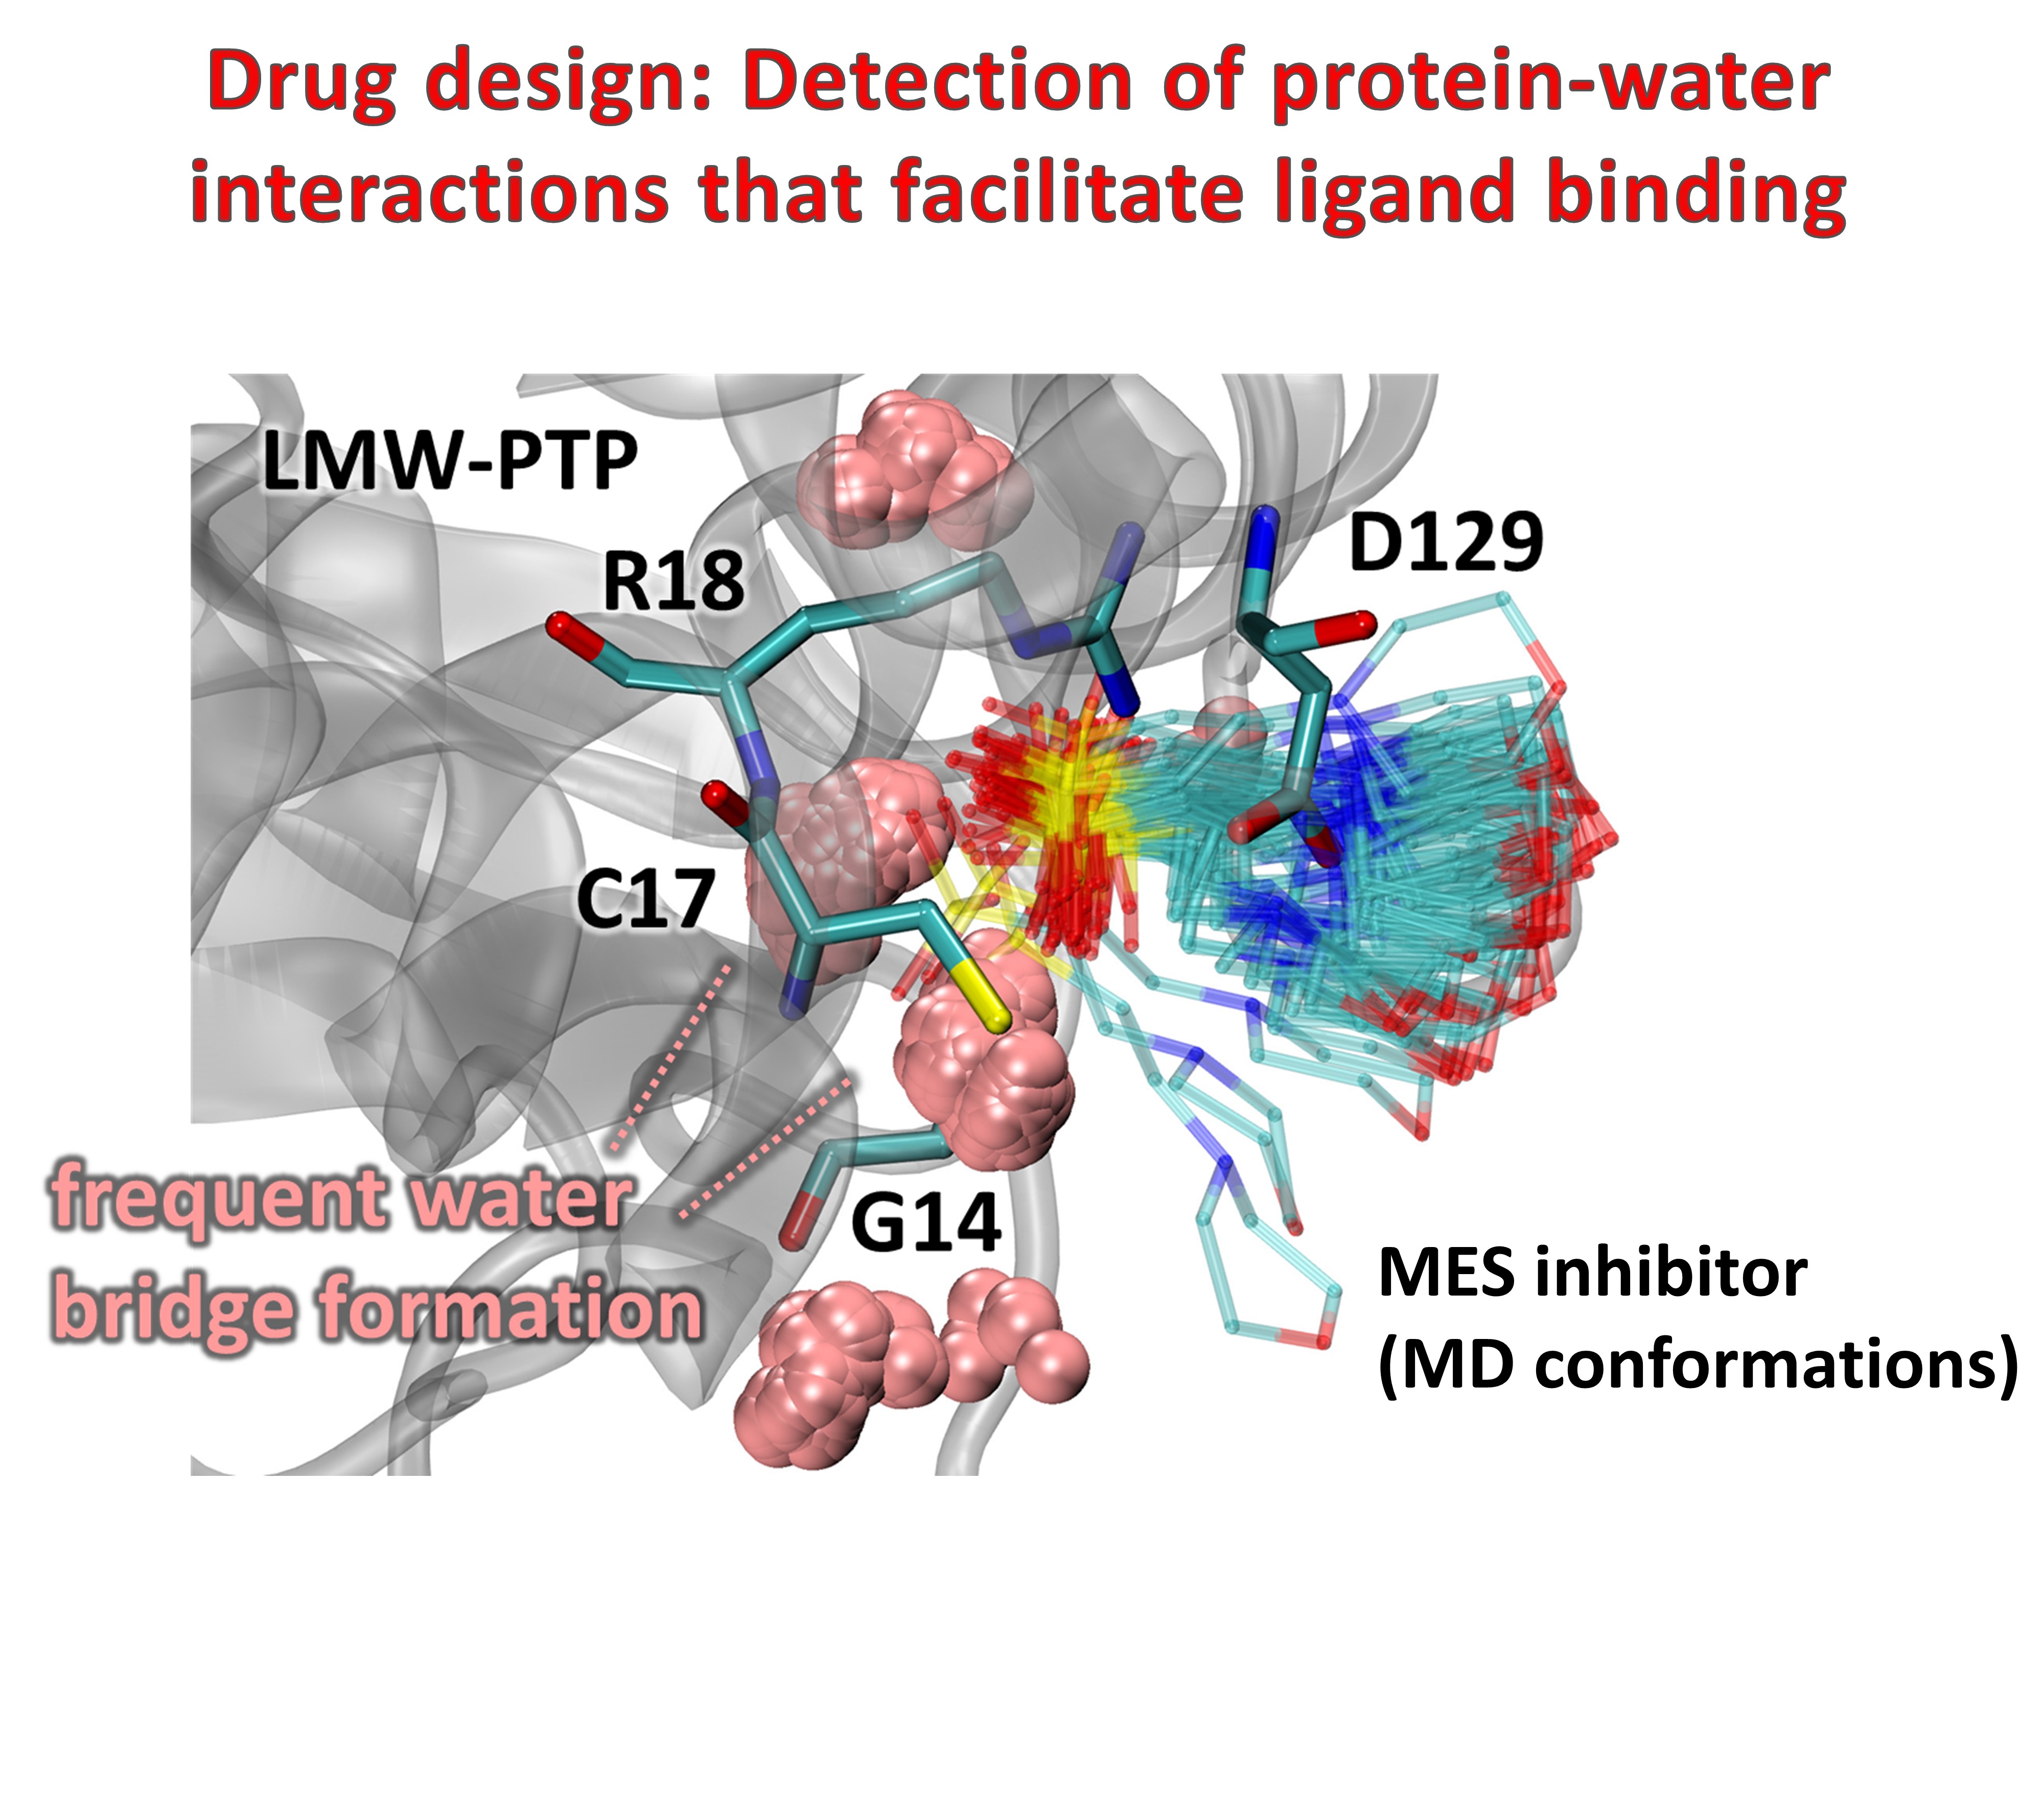 Drug design: Detection of protein-water
interactions that facilitate ligand binding
LMW-PTP
D129
R18
C17
frequent water
bridge formation
G14
MES inhibitor
(MD conformations)